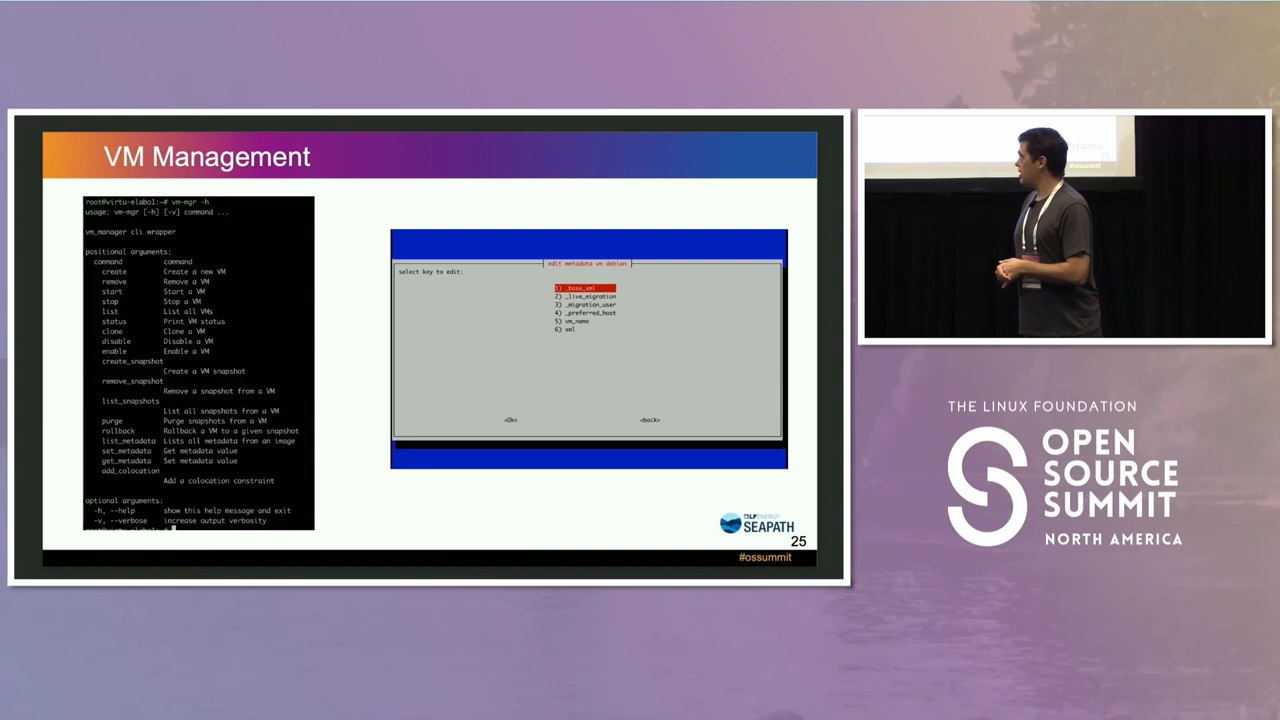 VM Management
root@virtu-elabo1:~# vm-mgr -h
usage: vm-mgr [-h] [-v] command ...
vm_manager cli wrapper
positional arguments:
command command
create Create a new VM
remove Remove a VM
start Start a VM
stop Stop a VM
list List all VMs
status Print VM status
clone Clone a VM
disable Disable a VM
enable Enable a VM
create_snapshot
Create a VM snapshot
remove_snapshot
Remove a snapshot from a VM
list_snapshots
List all snapshots from a VM
purge Purge snapshots from a VM
rollback Rollback a VM to a given snapshot
list_metadata Lists all metadata from an image
set_metadata Get metadata value
get_metadata Set metadata value
add_colocation
Add a colocation constraint
optional arguments:
-h, --help show this help message and exit
-v, --verbose increase output verbosity
edit metadata vm debian
select key to edit:
1) _base_xml
2) _live_migration
3) _migration_user
4) _preferred_host
5) vm_name
6) xml
<Ok> <back>
LFENERGY
SEAPATH
25
#ossummit
SEAPATH
25
#ossummit
THE LINUX FOUNDATION
OPEN
SOURCE
SUMMIT
NORTH AMERICA